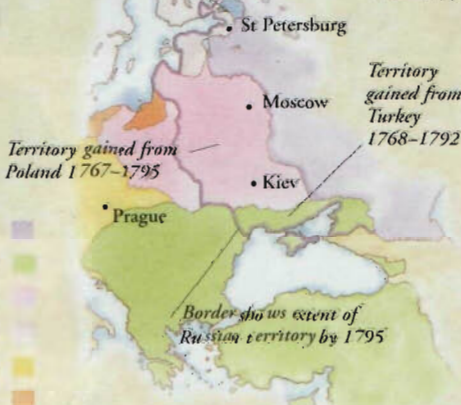 St Petersburg
Territory
gained from
Turkey
1768–1792
Moscow
Territory gained from
Poland 1767–1795
Kiev
Prague
Border shows extent of
Russian territory by 1795